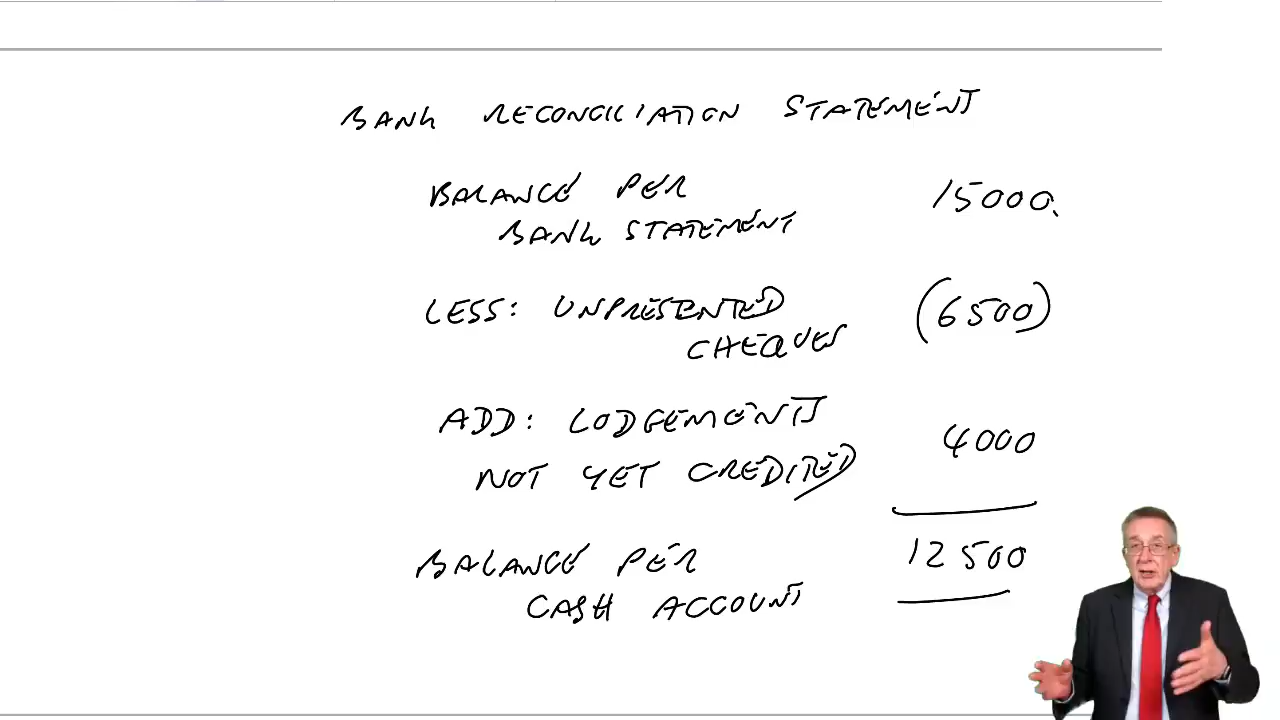 BANK RECONCILIATION STATEMENT
BALANCE PER 15000
BANK STATEMENT
LESS: UNPRESENTED (6500)
CHEQUES
ADD: LODGEMENTS
NOT YET CREDITED 4000
BALANCE PER 12500
CASH ACCOUNT